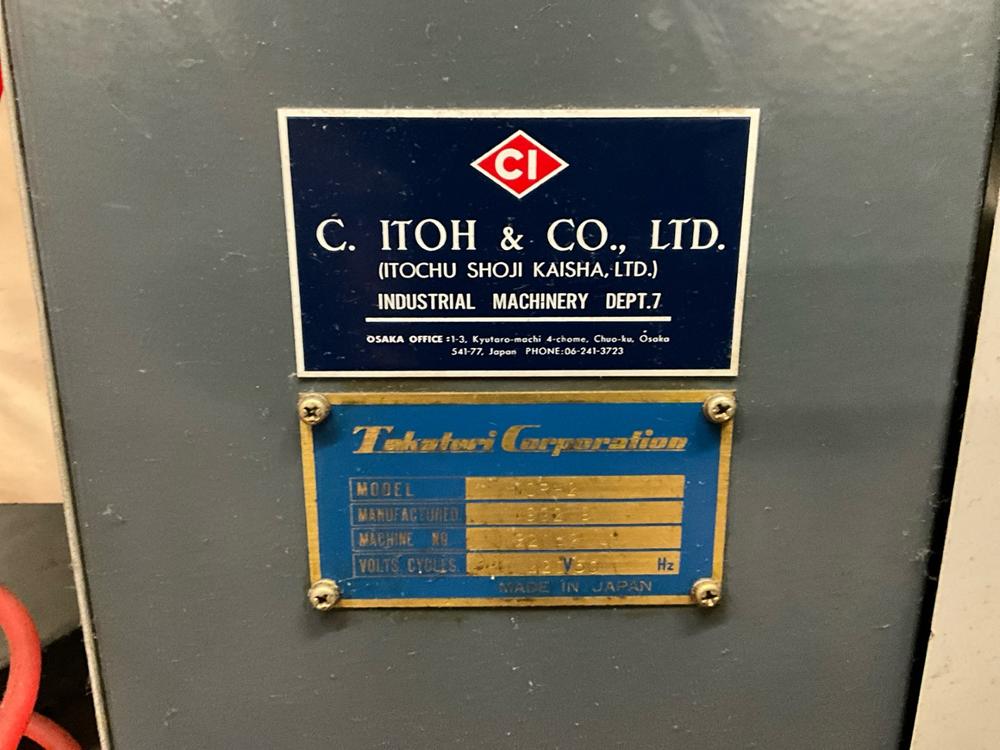 CI
C. ITOH & CO., LTD.
(ITOCHU SHOJI KAISHA, LTD.)
INDUSTRIAL MACHINERY DEPT.7
OSAKA OFFICE :1-3, Kyutaro-machi 4-chome, Chuo-ku, Osaka
541-77, Japan PHONE:06-241-3723
Takatori Corporation
MODEL
MANUFACTURED
MACHINE NO
VOLTS CYCLES V Hz
MADE IN JAPAN